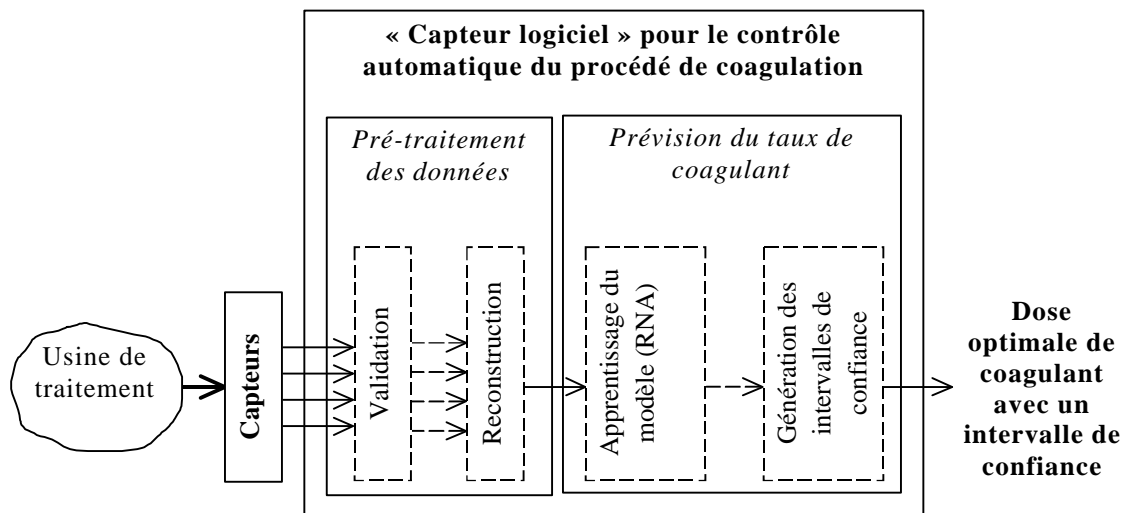 « Capteur logiciel » pour le contrôle
automatique du procédé de coagulation
Pré-traitement
des données
Prévision du taux de
coagulant
Usine de
traitement
Capteurs
Validation
Reconstruction
Apprentissage du
modèle (RNA)
Génération des
intervalles de
confiance
Dose
optimale de
coagulant
avec un
intervalle de
confiance